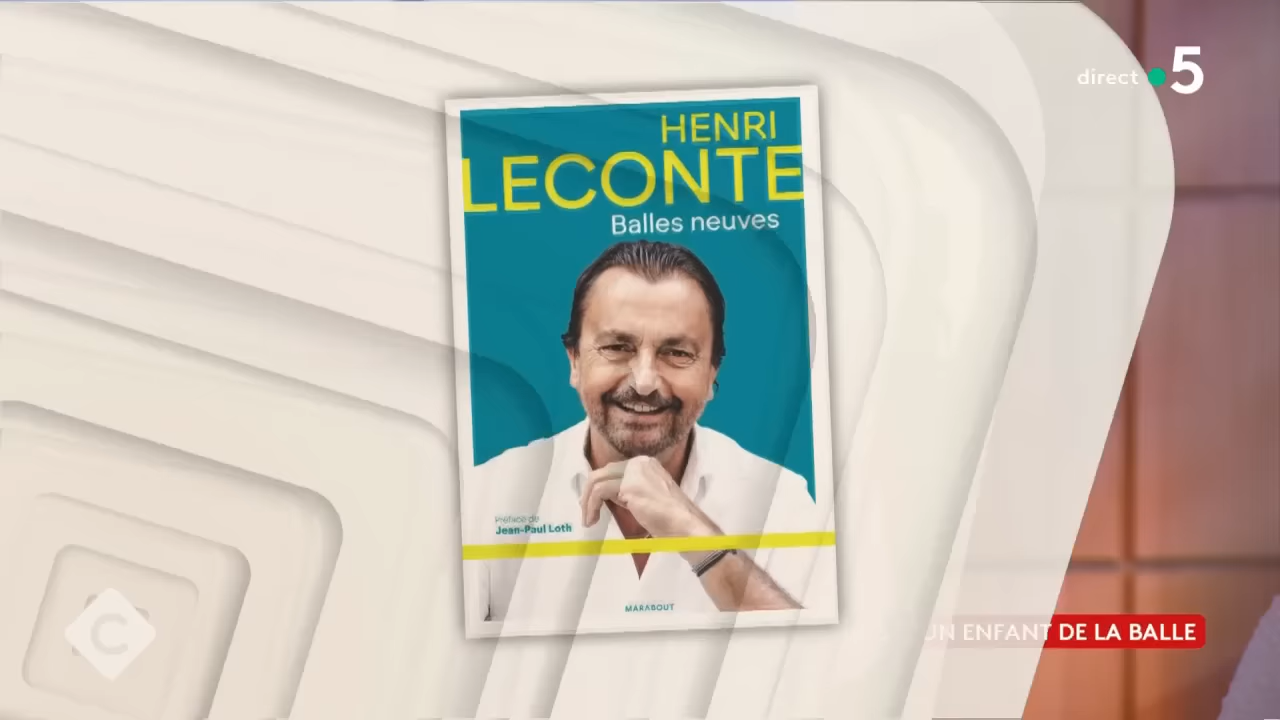 direct 5
HENRI
LECONTE
Balles neuves
Préface de
Jean-Paul Loth
MARABOUT
C
UN ENFANT DE LA BALLE